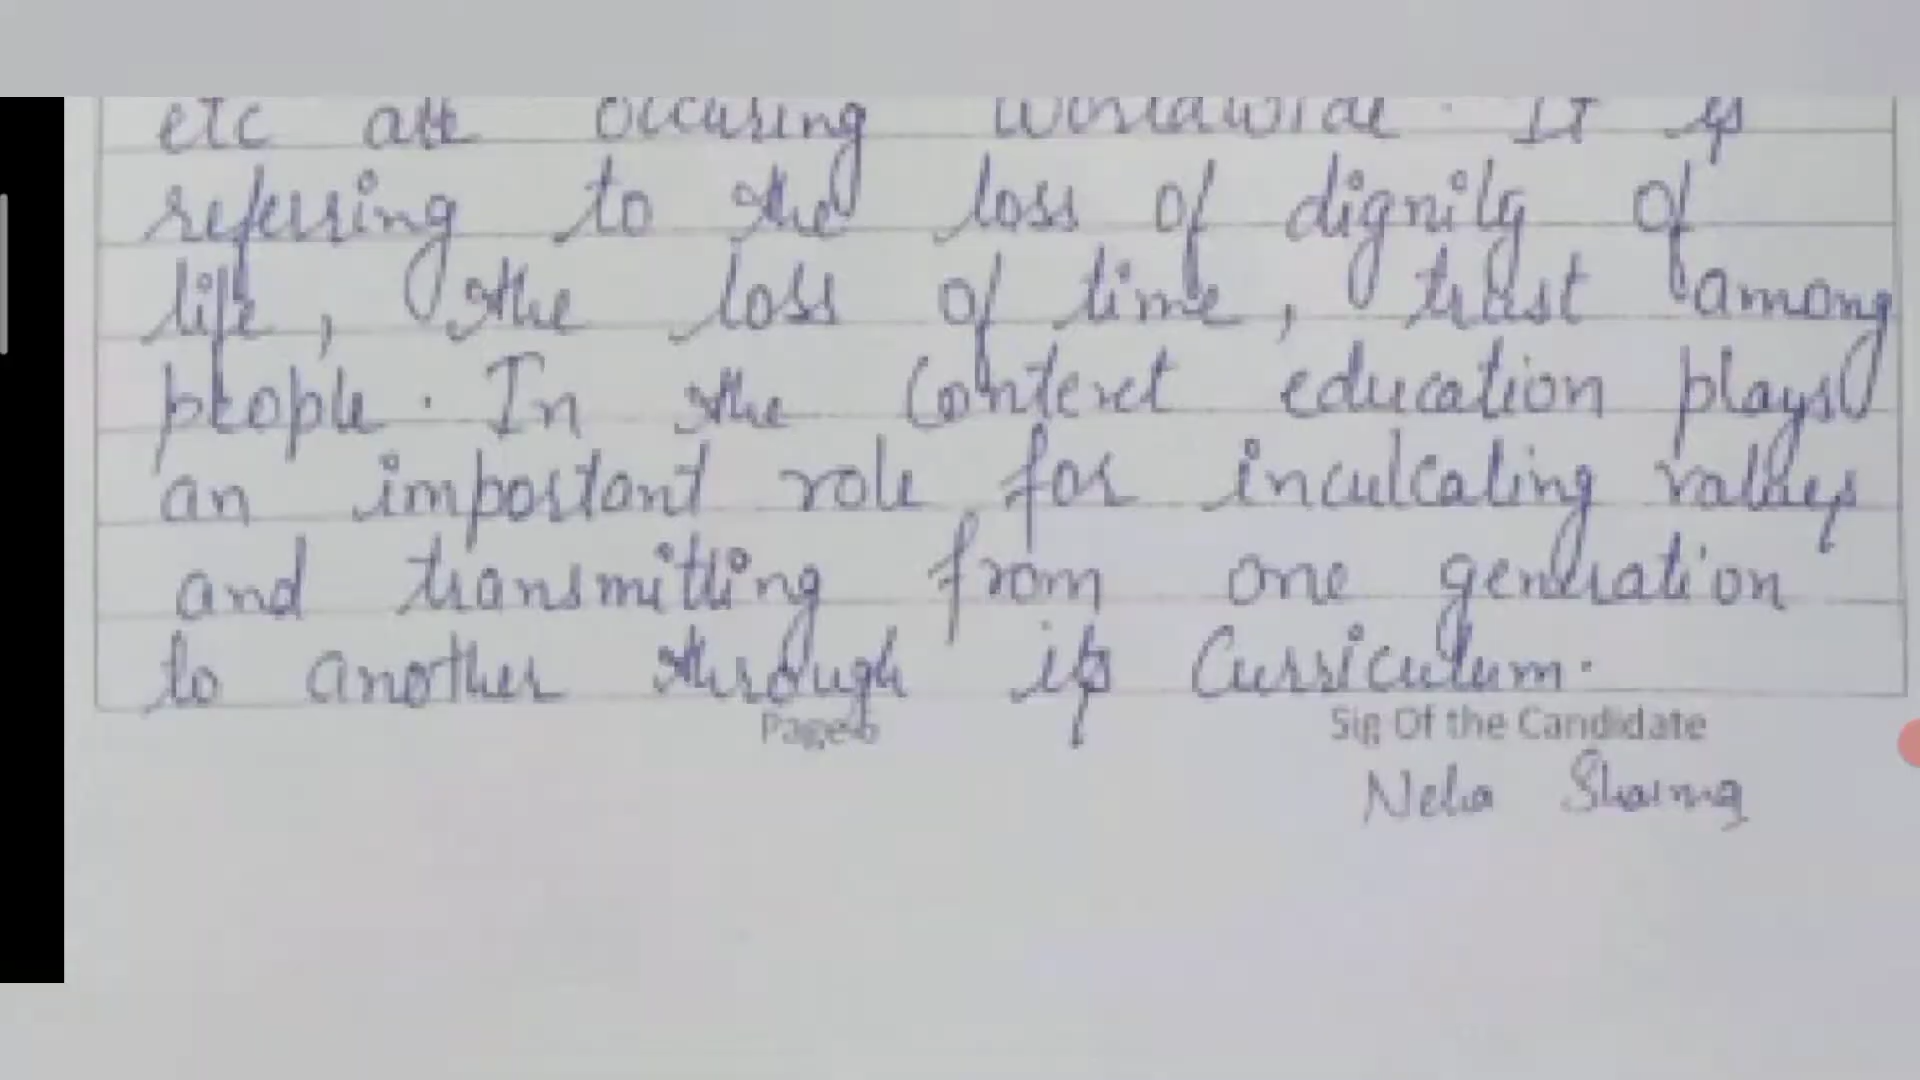 etc are occuring worldwide. It is
referring to the loss of dignity of
life, the loss of time, trust among
people. In the context education plays
an important role for inculcating values
and transmitting from one generation
to another through its Curriculum.
Page 6 Sig Of the Candidate
Neha Sharma